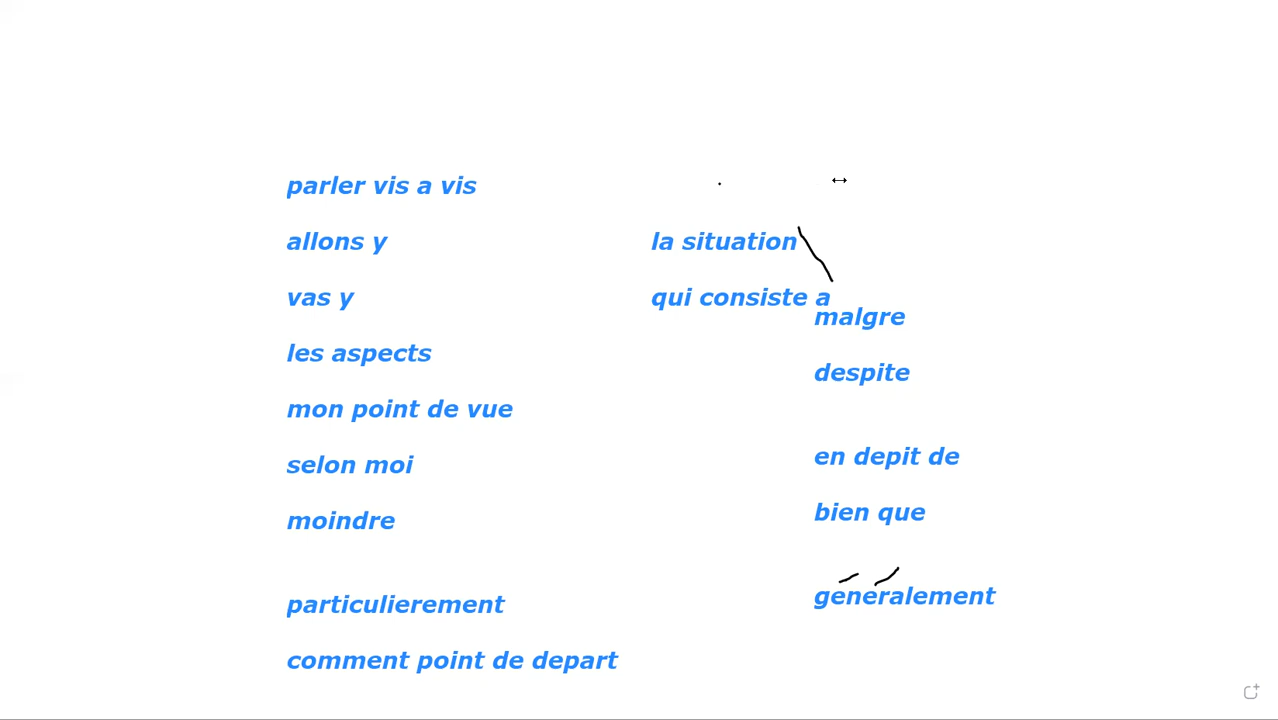 parler vis a vis
allons y
vas y
les aspects
mon point de vue
selon moi
moindre
particulierement
comment point de depart
la situation
qui consiste a
malgre
despite
en depit de
bien que
géneralement